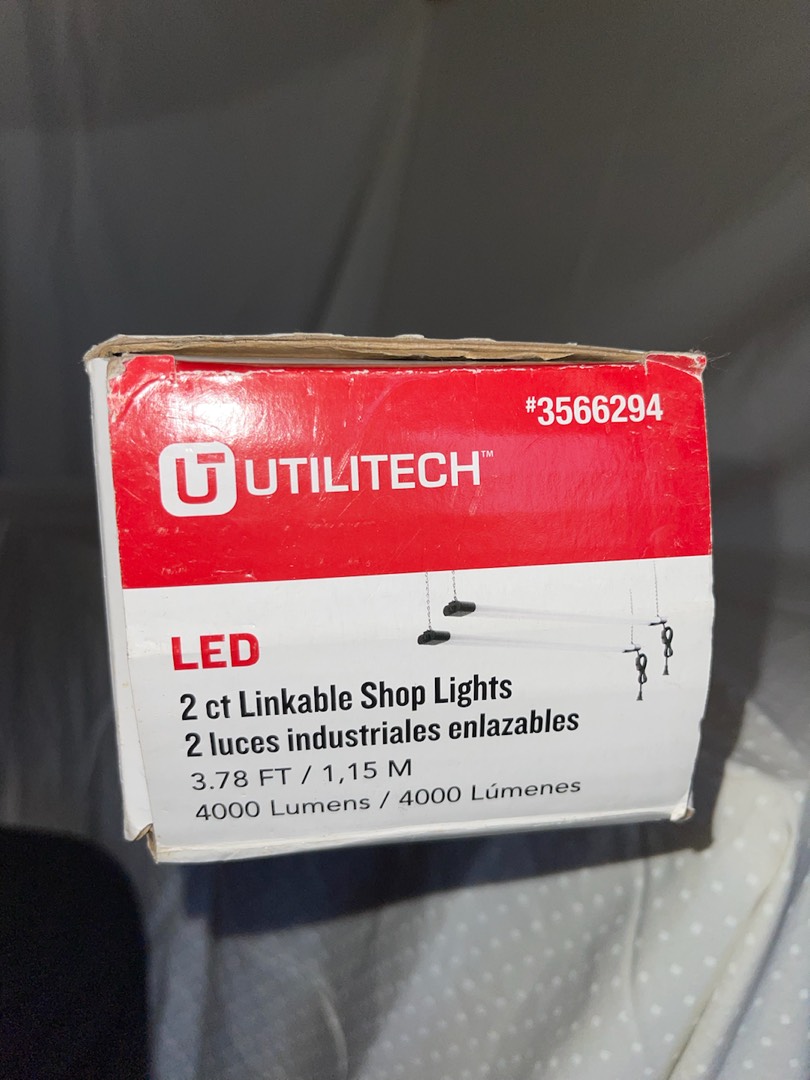 #3566294
UTILITECH™
LED
2 ct Linkable Shop Lights
2 luces industriales enlazables
3.78 FT / 1,15 M
4000 Lumens / 4000 Lúmenes